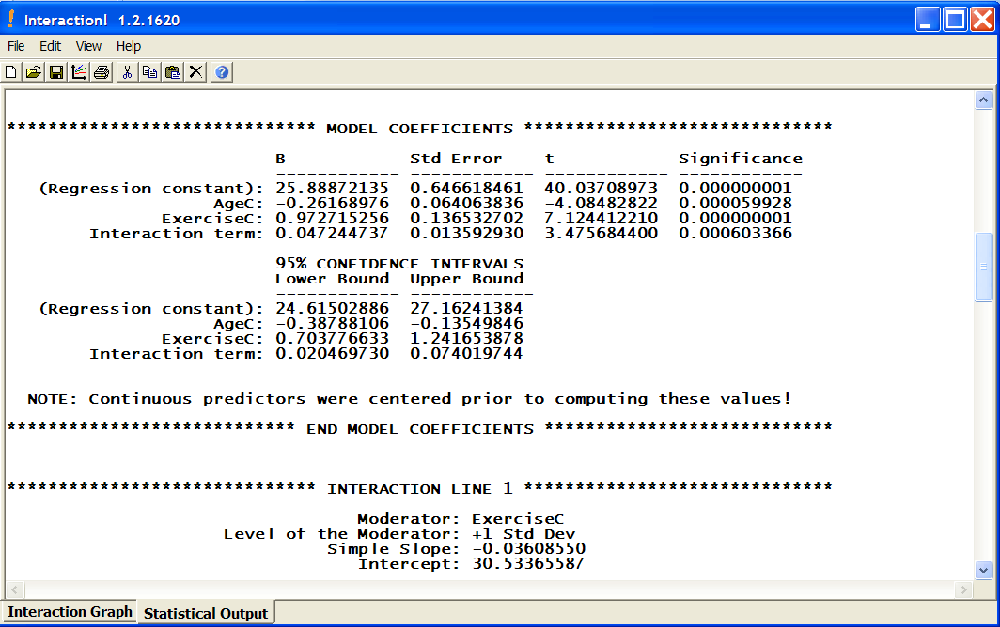 Interaction! 1.2.1620
File Edit View Help
****************************** MODEL COEFFICIENTS ******************************
B Std Error t Significance
------------ ------------ ------------ ------------
(Regression constant): 25.88872135 0.646618461 40.03708973 0.000000001
AgeC: -0.26168976 0.064063836 -4.08482822 0.000059928
ExerciseC: 0.972715256 0.136532702 7.124412210 0.000000001
Interaction term: 0.047244737 0.013592930 3.475684400 0.000603366
95% CONFIDENCE INTERVALS
Lower Bound Upper Bound
------------ ------------
(Regression constant): 24.61502886 27.16241384
AgeC: -0.38788106 -0.13549846
ExerciseC: 0.703776633 1.241653878
Interaction term: 0.020469730 0.074019744
NOTE: Continuous predictors were centered prior to computing these values!
**************************** END MODEL COEFFICIENTS ****************************
****************************** INTERACTION LINE 1 ******************************
Moderator: ExerciseC
Level of the Moderator: +1 Std Dev
Simple Slope: -0.03608550
Intercept: 30.53365587
Interaction Graph Statistical Output